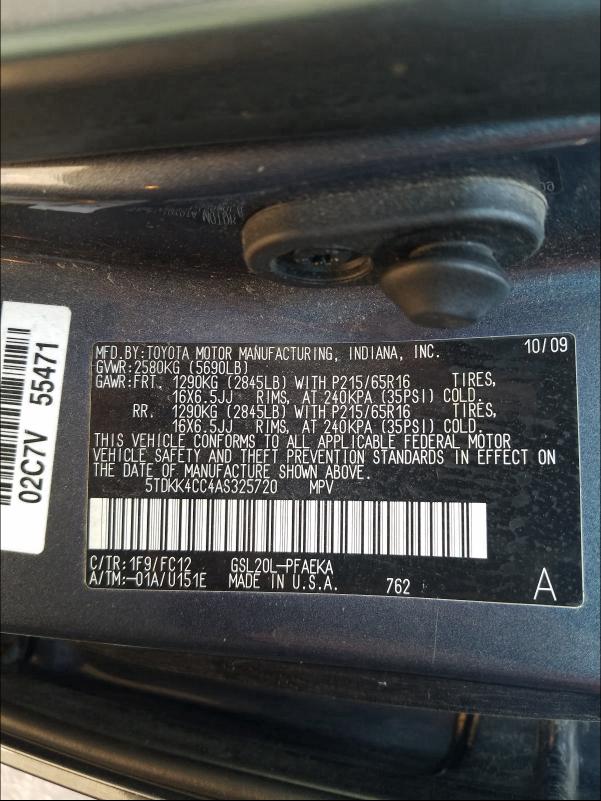 MFD.BY:TOYOTA MOTOR MANUFACTURING, INDIANA, INC. 10/09
GVWR:2580KG (5690LB)
GAWR:FRT. 1290KG (2845LB) WITH P215/65R16 TIRES,
16X6.5JJ RIMS, AT 240KPA (35PSI) COLD.
RR. 1290KG (2845LB) WITH P215/65R16 TIRES,
16X6.5JJ RIMS, AT 240KPA (35PSI) COLD.
THIS VEHICLE CONFORMS TO ALL APPLICABLE FEDERAL MOTOR
VEHICLE SAFETY AND THEFT PREVENTION STANDARDS IN EFFECT ON
THE DATE OF MANUFACTURE SHOWN ABOVE.
5TDKK4CC4AS325720 MPV
C/TR:1F9/FC12 GSL20L-PFAEKA
A/TM:-01A/U151E MADE IN U.S.A. 762 A
02C7V 55471